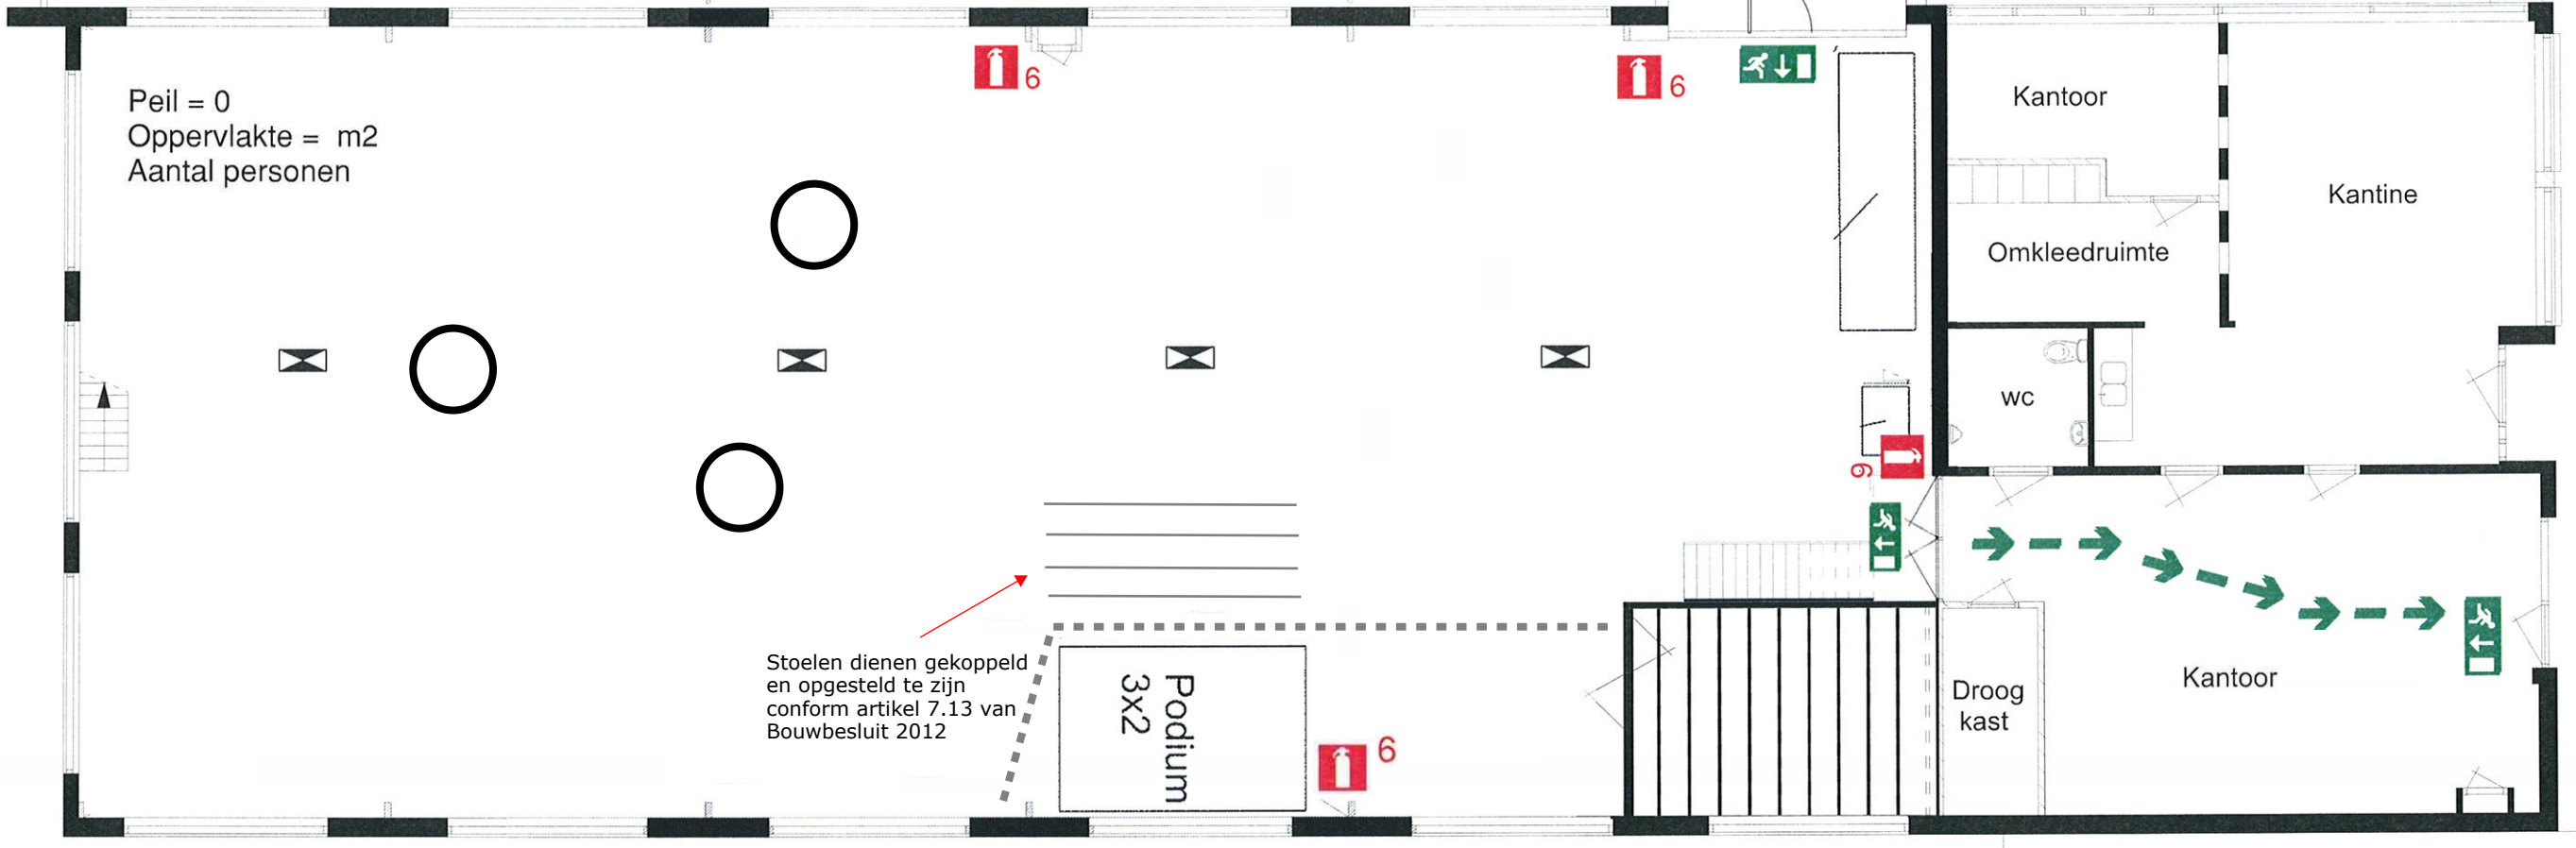 Peil = 0
Oppervlakte = m2
Aantal personen
6
6
Kantoor
Kantine
Omkleedruimte
wc
6
Stoelen dienen gekoppeld
en opgesteld te zijn
conform artikel 7.13 van
Bouwbesluit 2012
Podium
3x2
6
Droog
kast
Kantoor